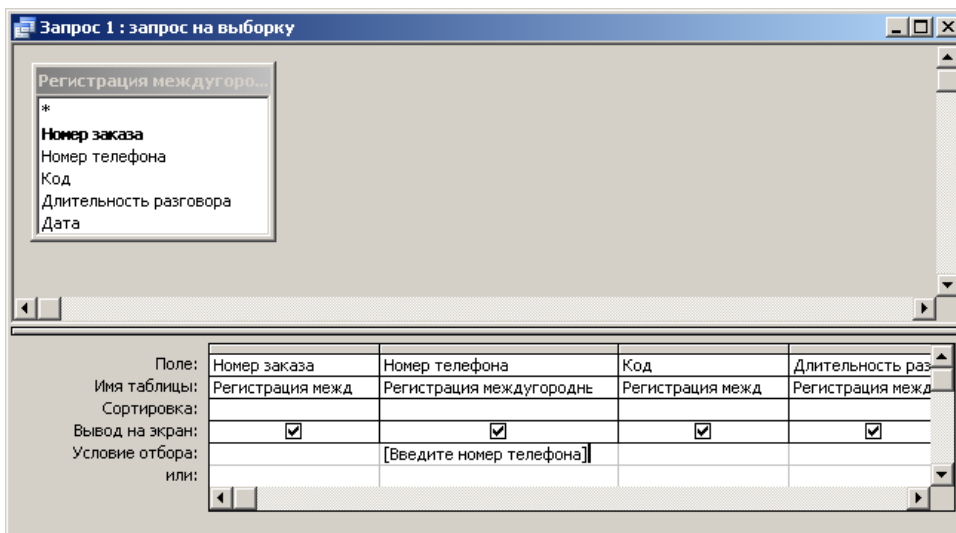 Запрос 1 : запрос на выборку
Регистрация междугоро...
*
Номер заказа
Номер телефона
Код
Длительность разговора
Дата
Поле: Номер заказа Номер телефона Код Длительность раз
Имя таблицы: Регистрация межд Регистрация междугородн Регистрация межд Регистрация межд
Сортировка:
Вывод на экран:
Условие отбора: [Введите номер телефона]
или: